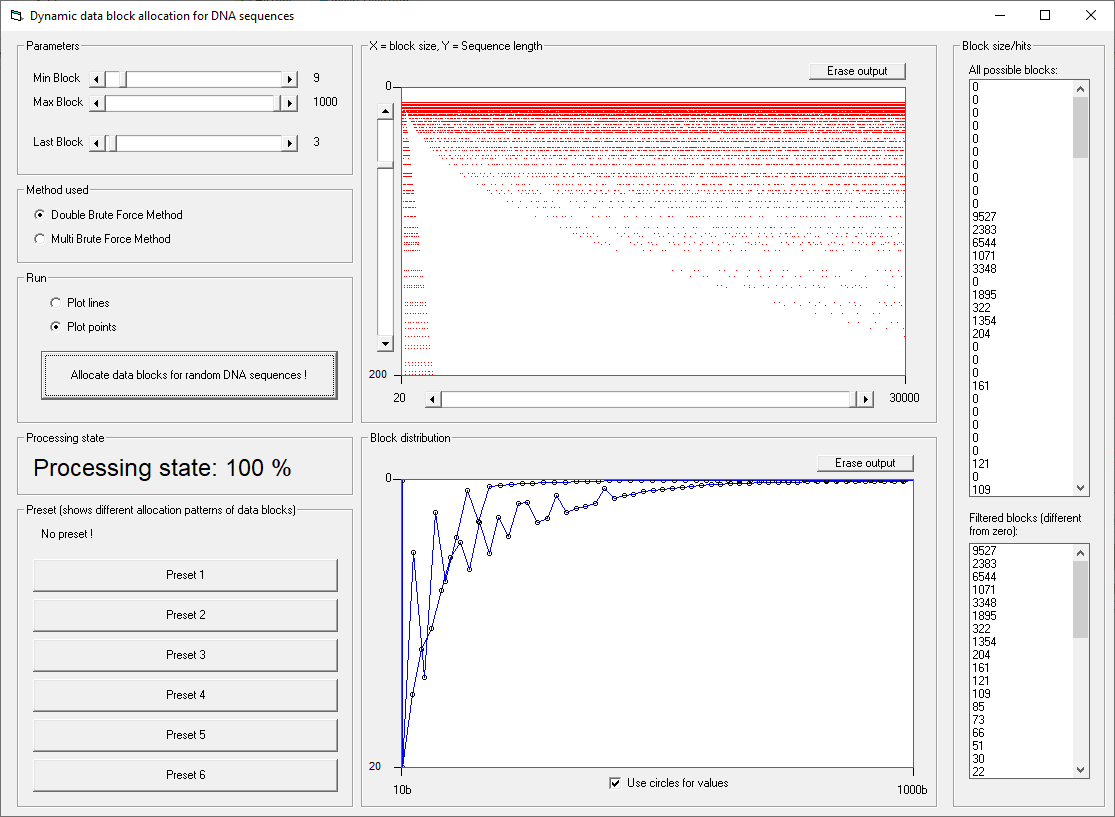 Dynamic data block allocation for DNA sequences
Parameters
Min Block
9
Max Block
1000
Last Block
3
Method used
Double Brute Force Method
Multi Brute Force Method
Run
Plot lines
Plot points
Allocate data blocks for random DNA sequences !
Processing state
Processing state: 100 %
Preset (shows different allocation patterns of data blocks)
No preset !
Preset 1
Preset 2
Preset 3
Preset 4
Preset 5
Preset 6
X = block size, Y = Sequence length
Erase output
0
200
20
30000
Block distribution
Erase output
0
20
10b
1000b
Use circles for values
Block size/hits
All possible blocks:
0
0
0
0
0
0
0
0
0
0
9527
2383
6544
1071
3348
0
1895
322
1354
204
0
0
0
161
0
0
0
0
0
121
0
109
Filtered blocks (different
from zero):
9527
2383
6544
1071
3348
1895
322
1354
204
161
121
109
85
73
66
51
30
22